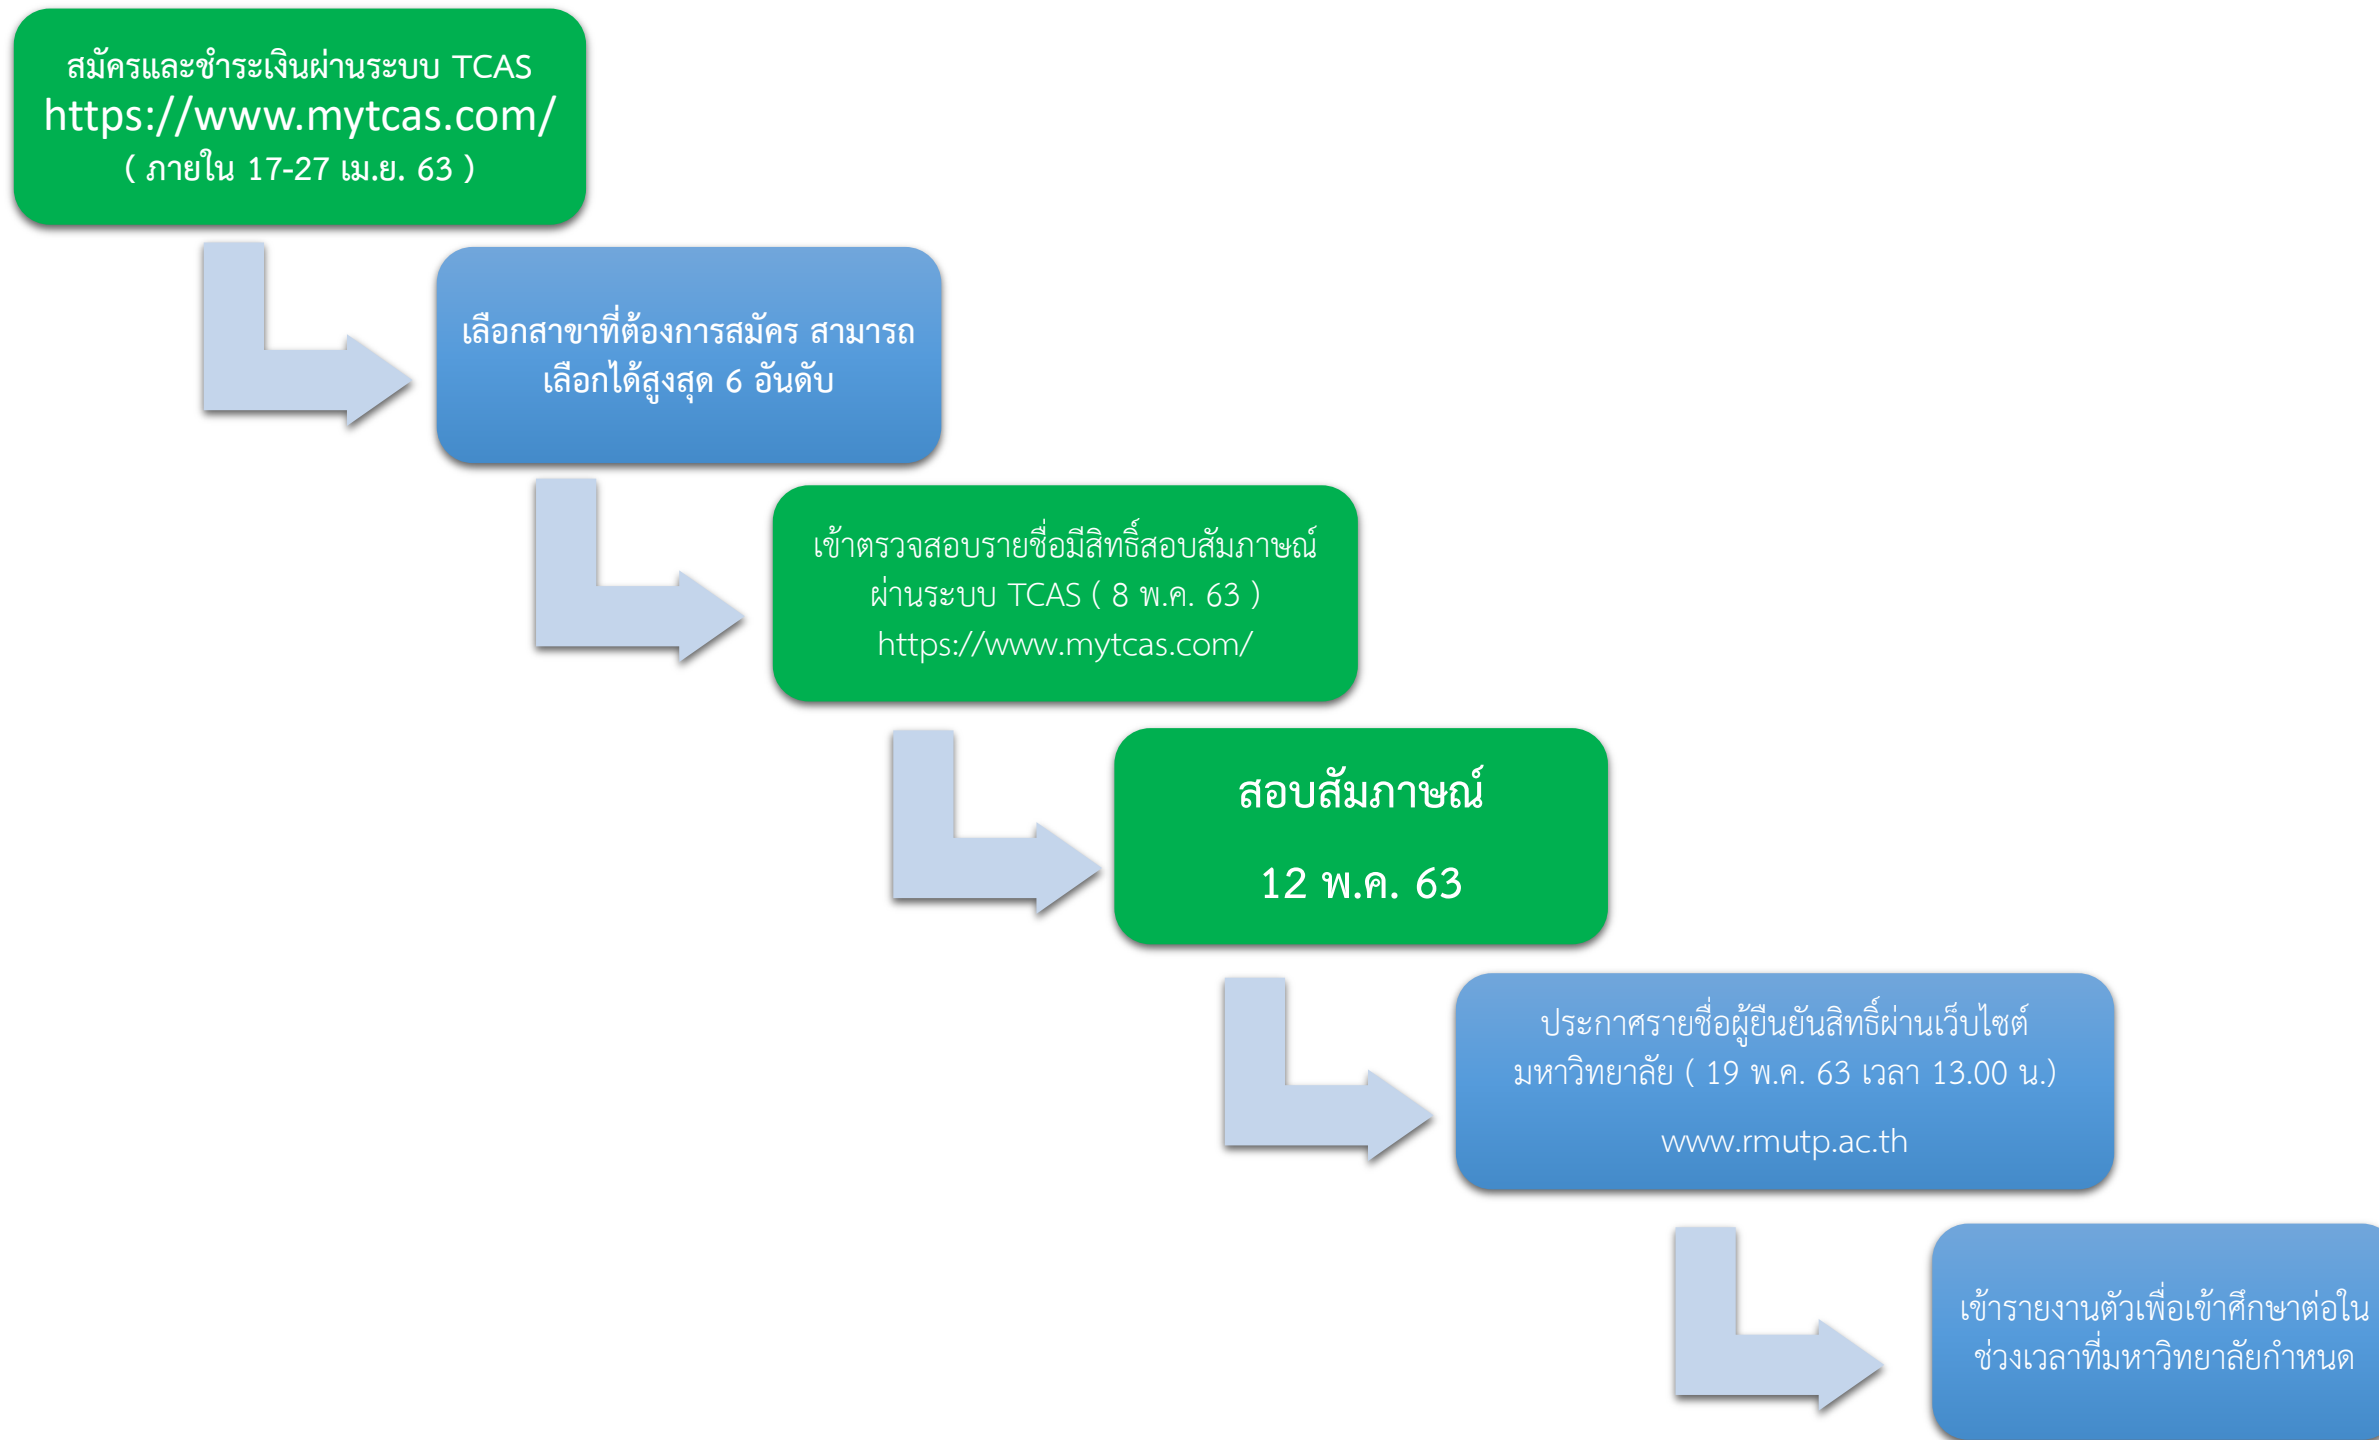 สมัครและชำระเงินผ่านระบบ TCAS
https://www.mytcas.com/
( ภายใน 17-27 เม.ย. 63 )
เลือกสาขาที่ต้องการสมัคร สามารถ
เลือกได้สูงสุด 6 อันดับ
เข้าตรวจสอบรายชื่อมีสิทธิ์สอบสัมภาษณ์
ผ่านระบบ TCAS ( 8 พ.ค. 63 )
https://www.mytcas.com/
สอบสัมภาษณ์
12 พ.ค. 63
ประกาศรายชื่อผู้ยืนยันสิทธิ์ผ่านเว็บไซต์
มหาวิทยาลัย ( 19 พ.ค. 63 เวลา 13.00 น.)
www.rmutp.ac.th
เข้ารายงานตัวเพื่อเข้าศึกษาต่อใน
ช่วงเวลาที่มหาวิทยาลัยกำหนด